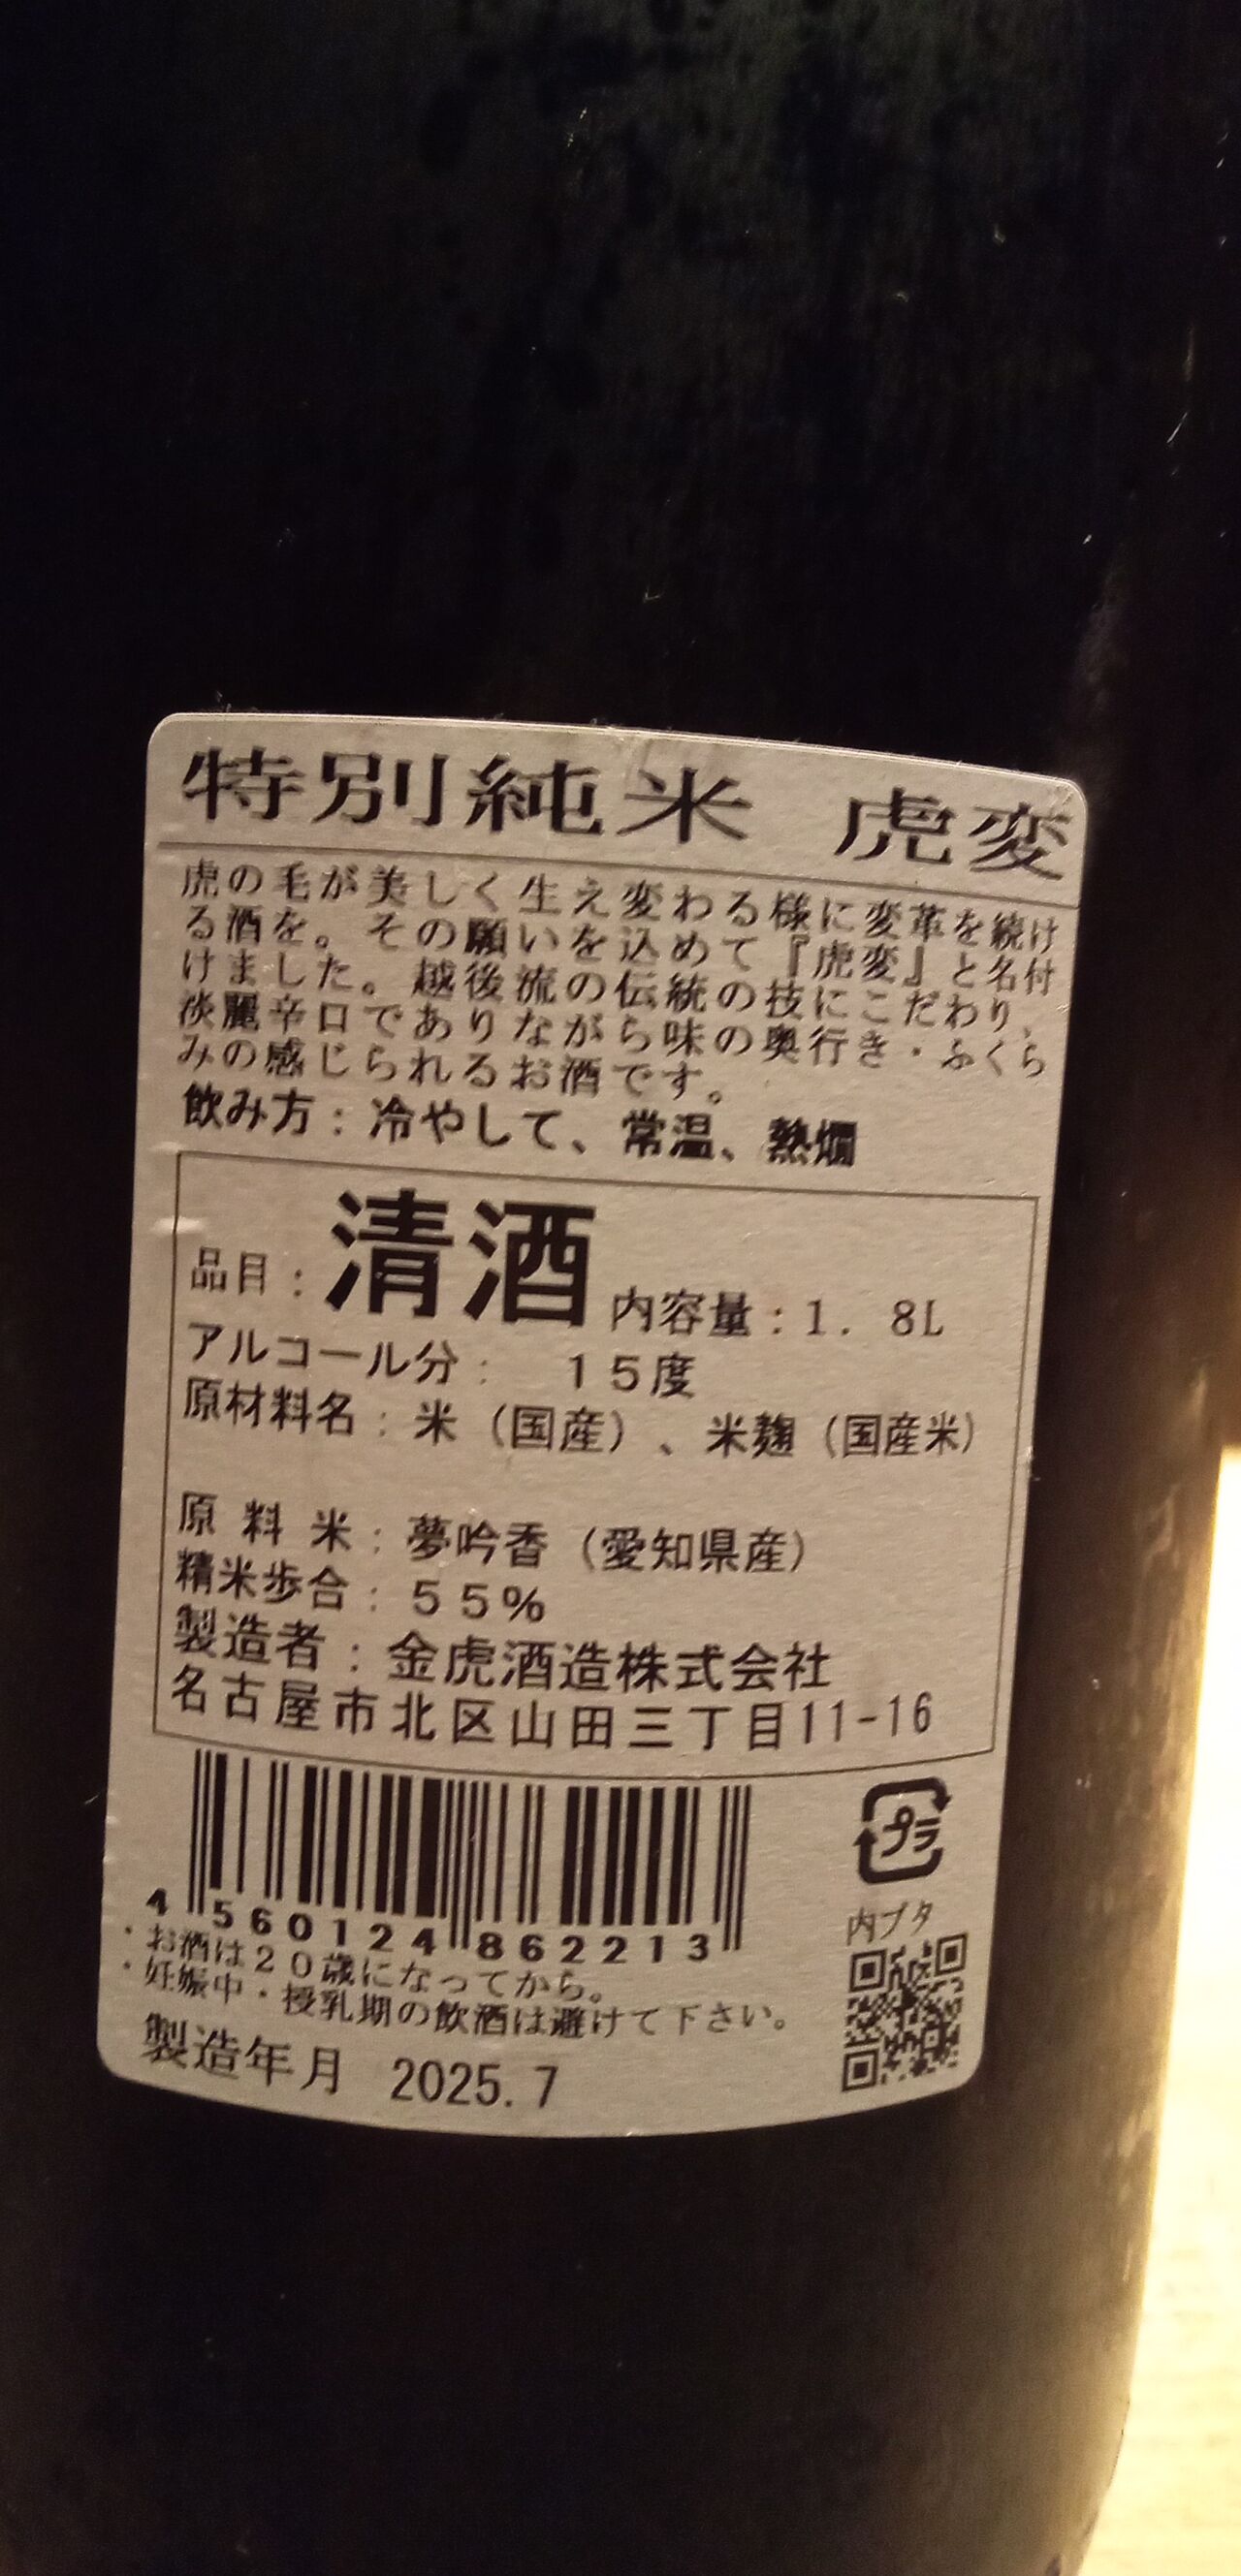 特別純米 虎変
虎の毛が美しく生え変わる様に変革を続け
る酒を。その願いを込めて『虎変』と名付
けました。越後流の伝統の技にこだわり、
淡麗辛口でありながら味の奥行き・ふくら
みの感じられるお酒です。
飲み方：冷やして、常温、熱燗
品目：清酒 内容量：1．8L
アルコール分： 15度
原材料名：米（国産）、米麹（国産米）
原料米：夢吟香（愛知県産）
精米歩合：55%
製造者：金虎酒造株式会社
名古屋市北区山田三丁目11-16
4 560124 862213
プラ
内ブタ
・お酒は20歳になってから。
・妊娠中・授乳期の飲酒は避けて下さい。
製造年月 2025.7